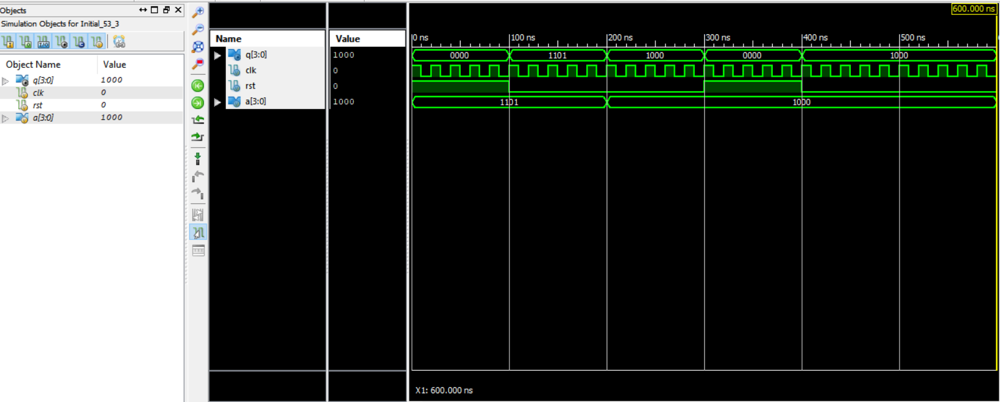 Objects
Simulation Objects for Initial_53_3
Object Name Value
q[3:0] 1000
clk 0
rst 0
a[3:0] 1000
Name Value
q[3:0] 1000
clk 0
rst 0
a[3:0] 1000
600.000 ns
0 ns 100 ns 200 ns 300 ns 400 ns 500 ns
0000 1101 1000 0000 1000
1101 1000
X1: 600.000 ns